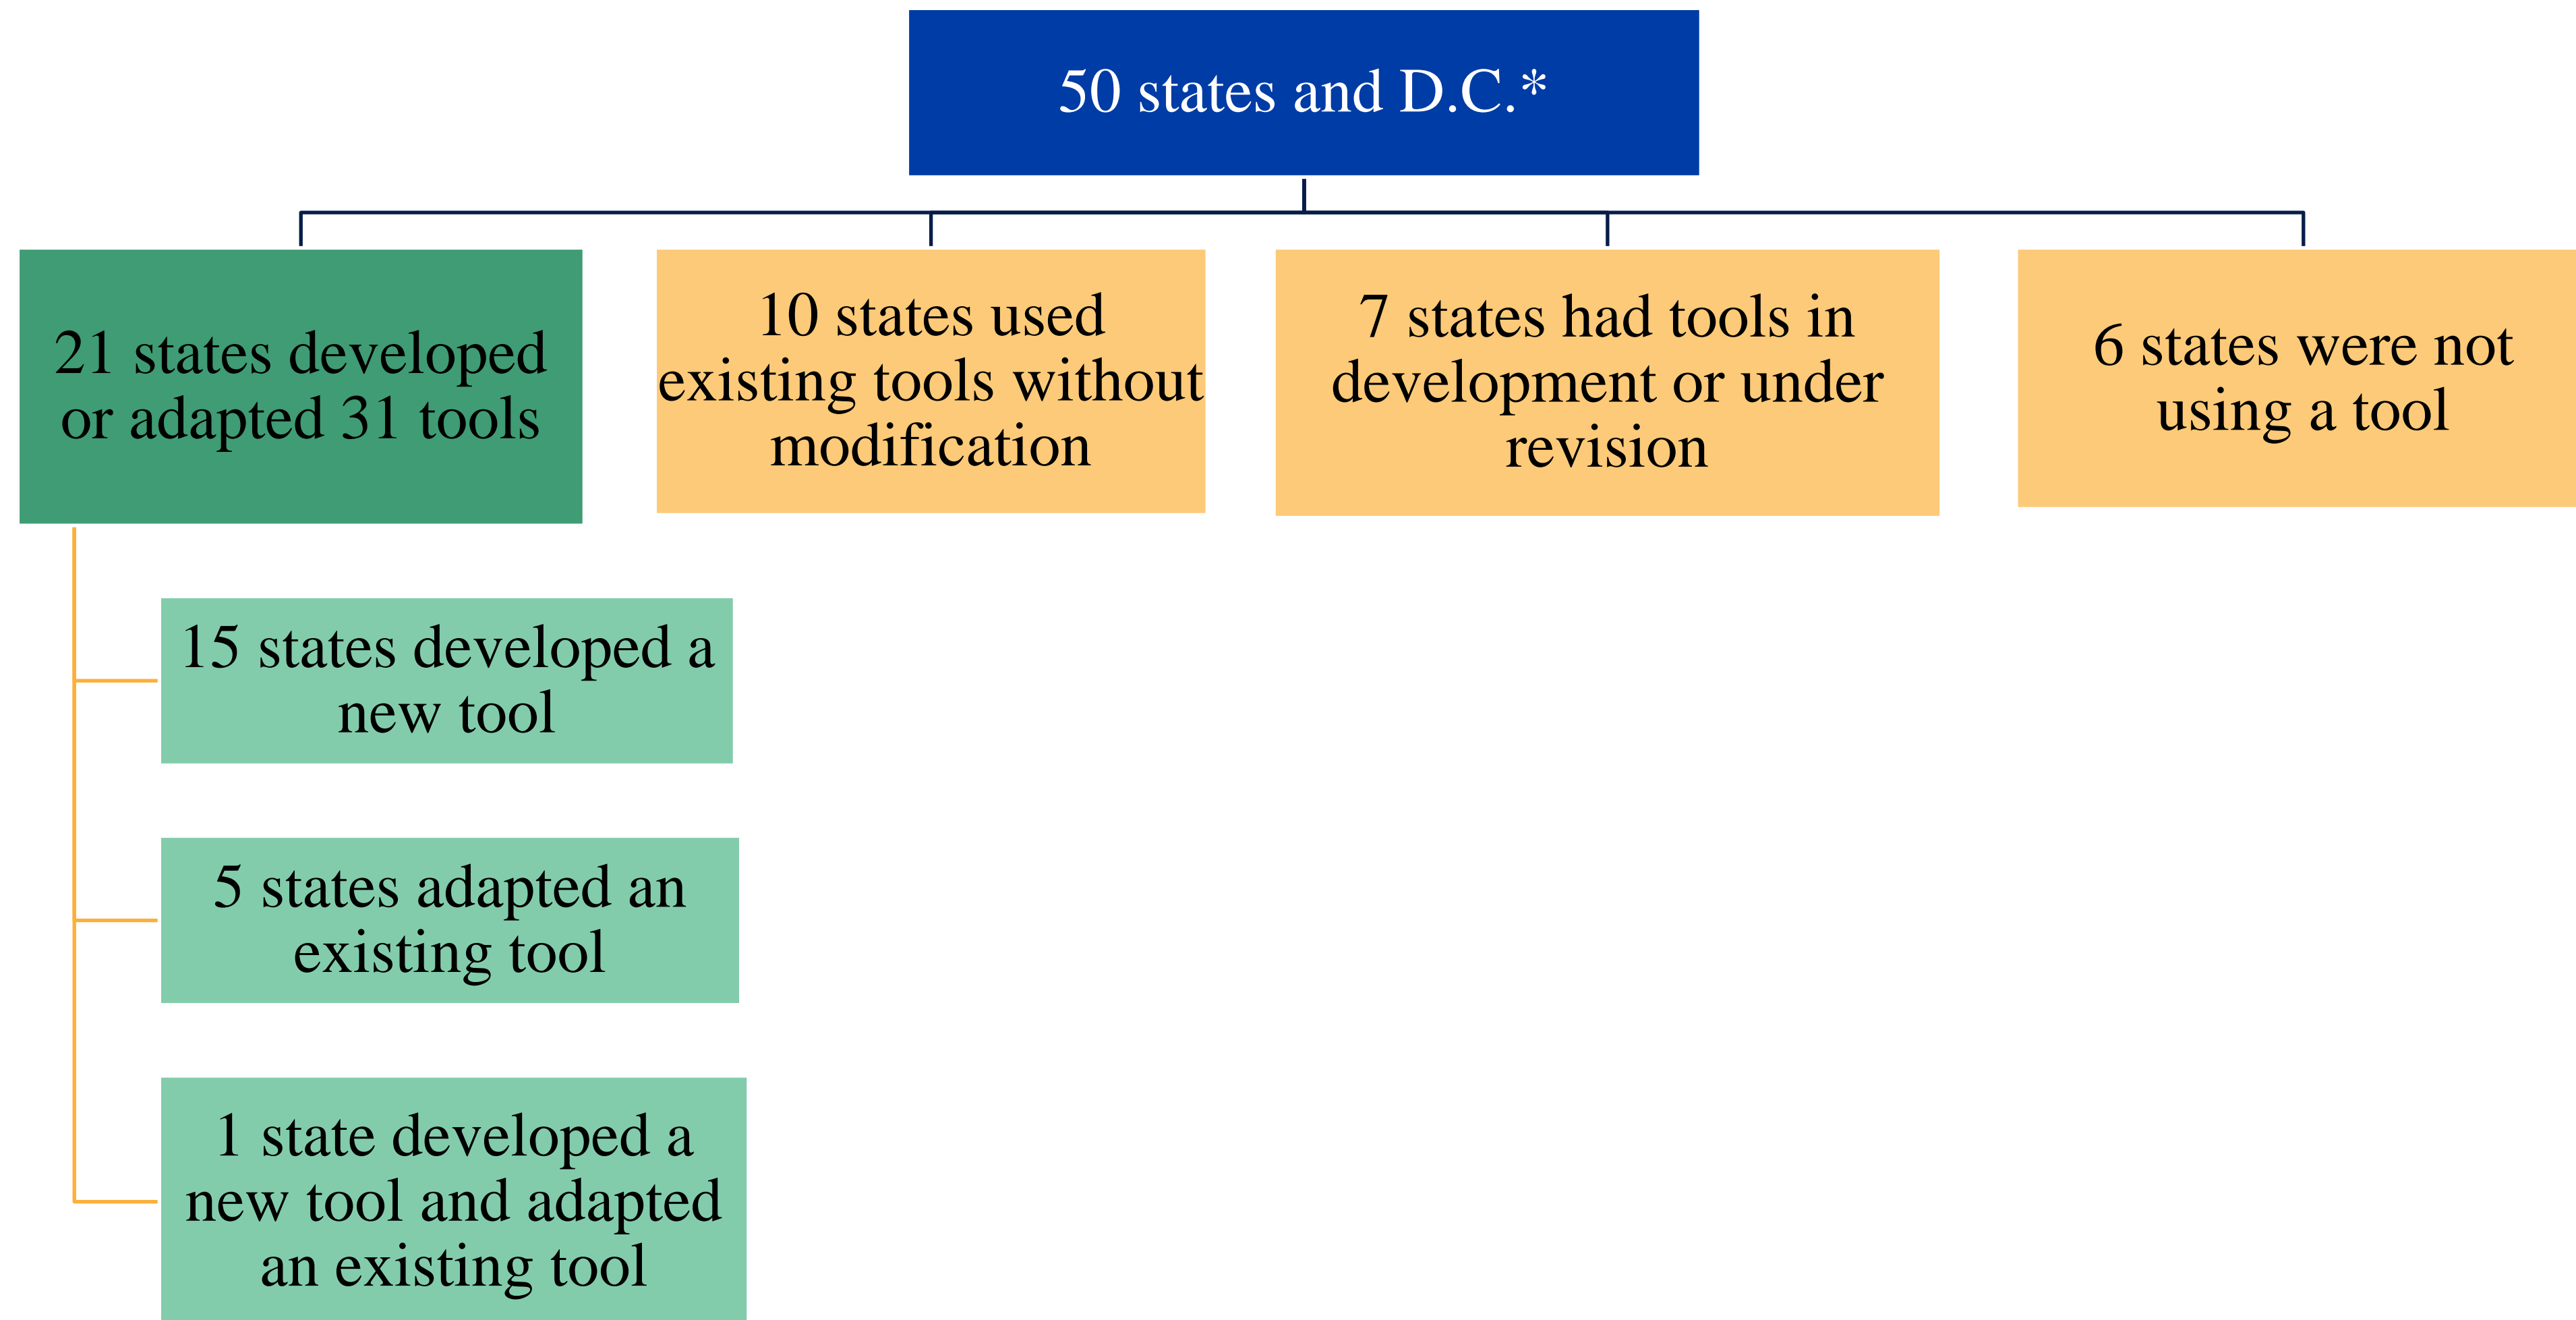 50 states and D.C.*
21 states developed
or adapted 31 tools
10 states used
existing tools without
modification
7 states had tools in
development or under
revision
6 states were not
using a tool
15 states developed a
new tool
5 states adapted an
existing tool
1 state developed a
new tool and adapted
an existing tool